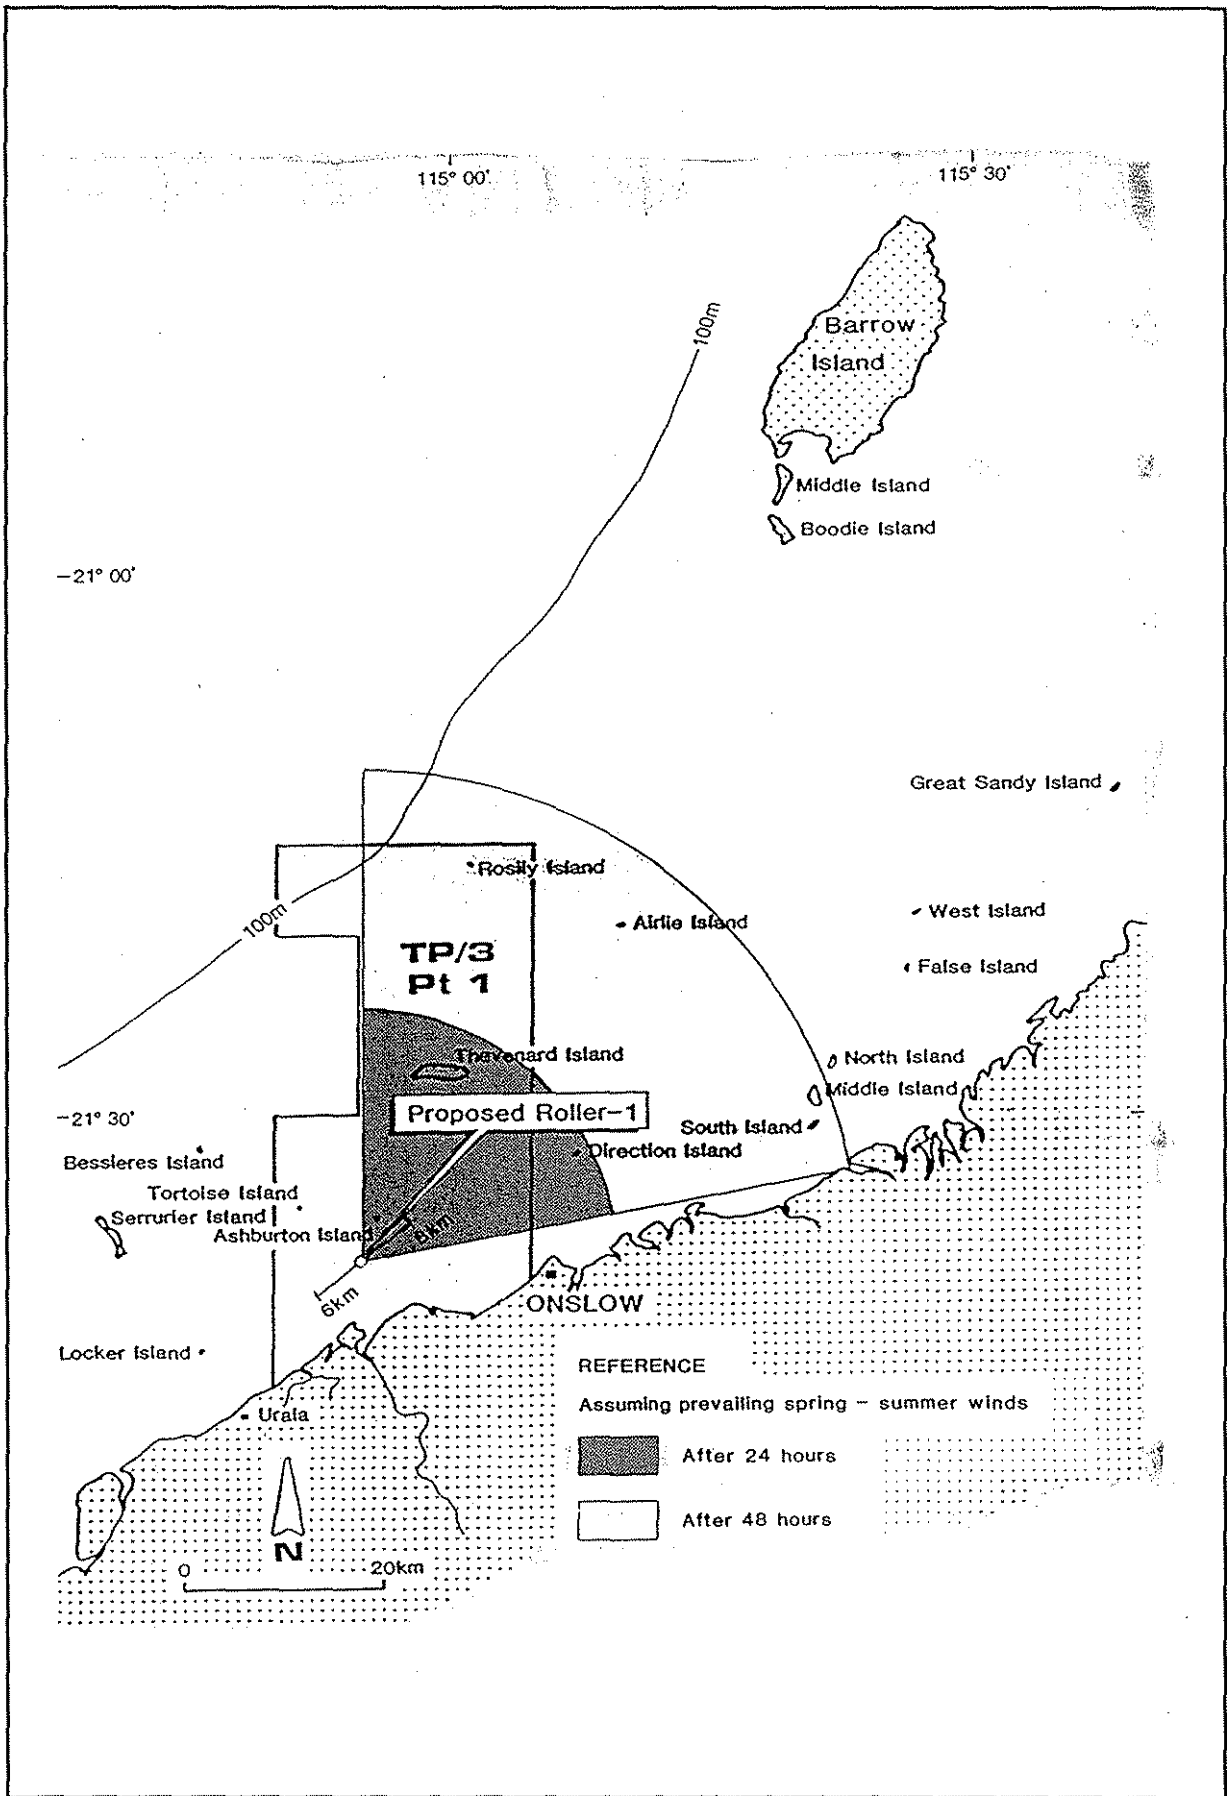 115° 00'
115° 30'
Barrow
Island
100m
Middle Island
Boodie Island
-21° 00'
Great Sandy Island
Rosily Island
100m
Airlie Island
West Island
TP/3
Pt 1
False Island
Thevenard Island
North Island
Middle Island
Proposed Roller-1
-21° 30'
South Island
Direction Island
Bessieres Island
Tortoise Island
Serrurier Island
Ashburton Island
6km
6km
ONSLOW
Locker Island
REFERENCE
Assuming prevailing spring - summer winds
Urala
After 24 hours
After 48 hours
N
0
20km